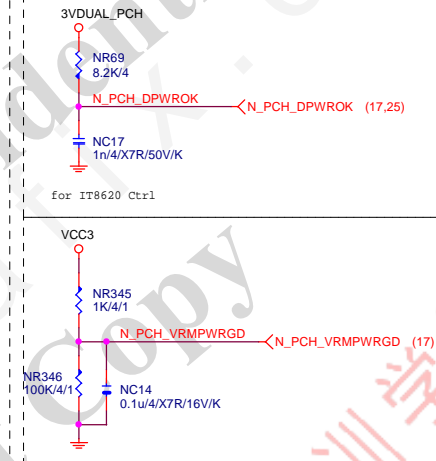 3VDUAL_PCH
NR69
8.2K/4
N_PCH_DPWROK
N_PCH_DPWROK (17,25)
NC17
1n/4/X7R/50V/K
for IT8620 Ctrl
VCC3
NR345
1K/4/1
N_PCH_VRMPWRGD
N_PCH_VRMPWRGD (17)
NR346
100K/4/1
NC14
0.1u/4/X7R/16V/K
Copy